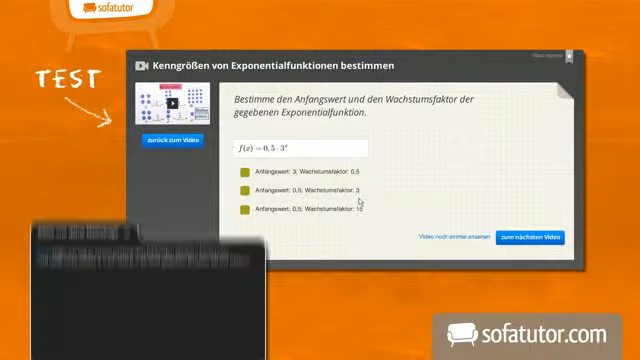 sofatutor
TEST
Kenngrößen von Exponentialfunktionen bestimmen
zurück zum Video
Bestimme den Anfangswert und den Wachstumsfaktor der
gegebenen Exponentialfunktion.
f(x) = 0, 5 · 3ˣ
Anfangswert: 3; Wachstumsfaktor: 0,5
Anfangswert: 0,5; Wachstumsfaktor: 3
Anfangswert: 0,5; Wachstumsfaktor: 15
Video noch einmal ansehen
zum nächsten Video
sofatutor.com